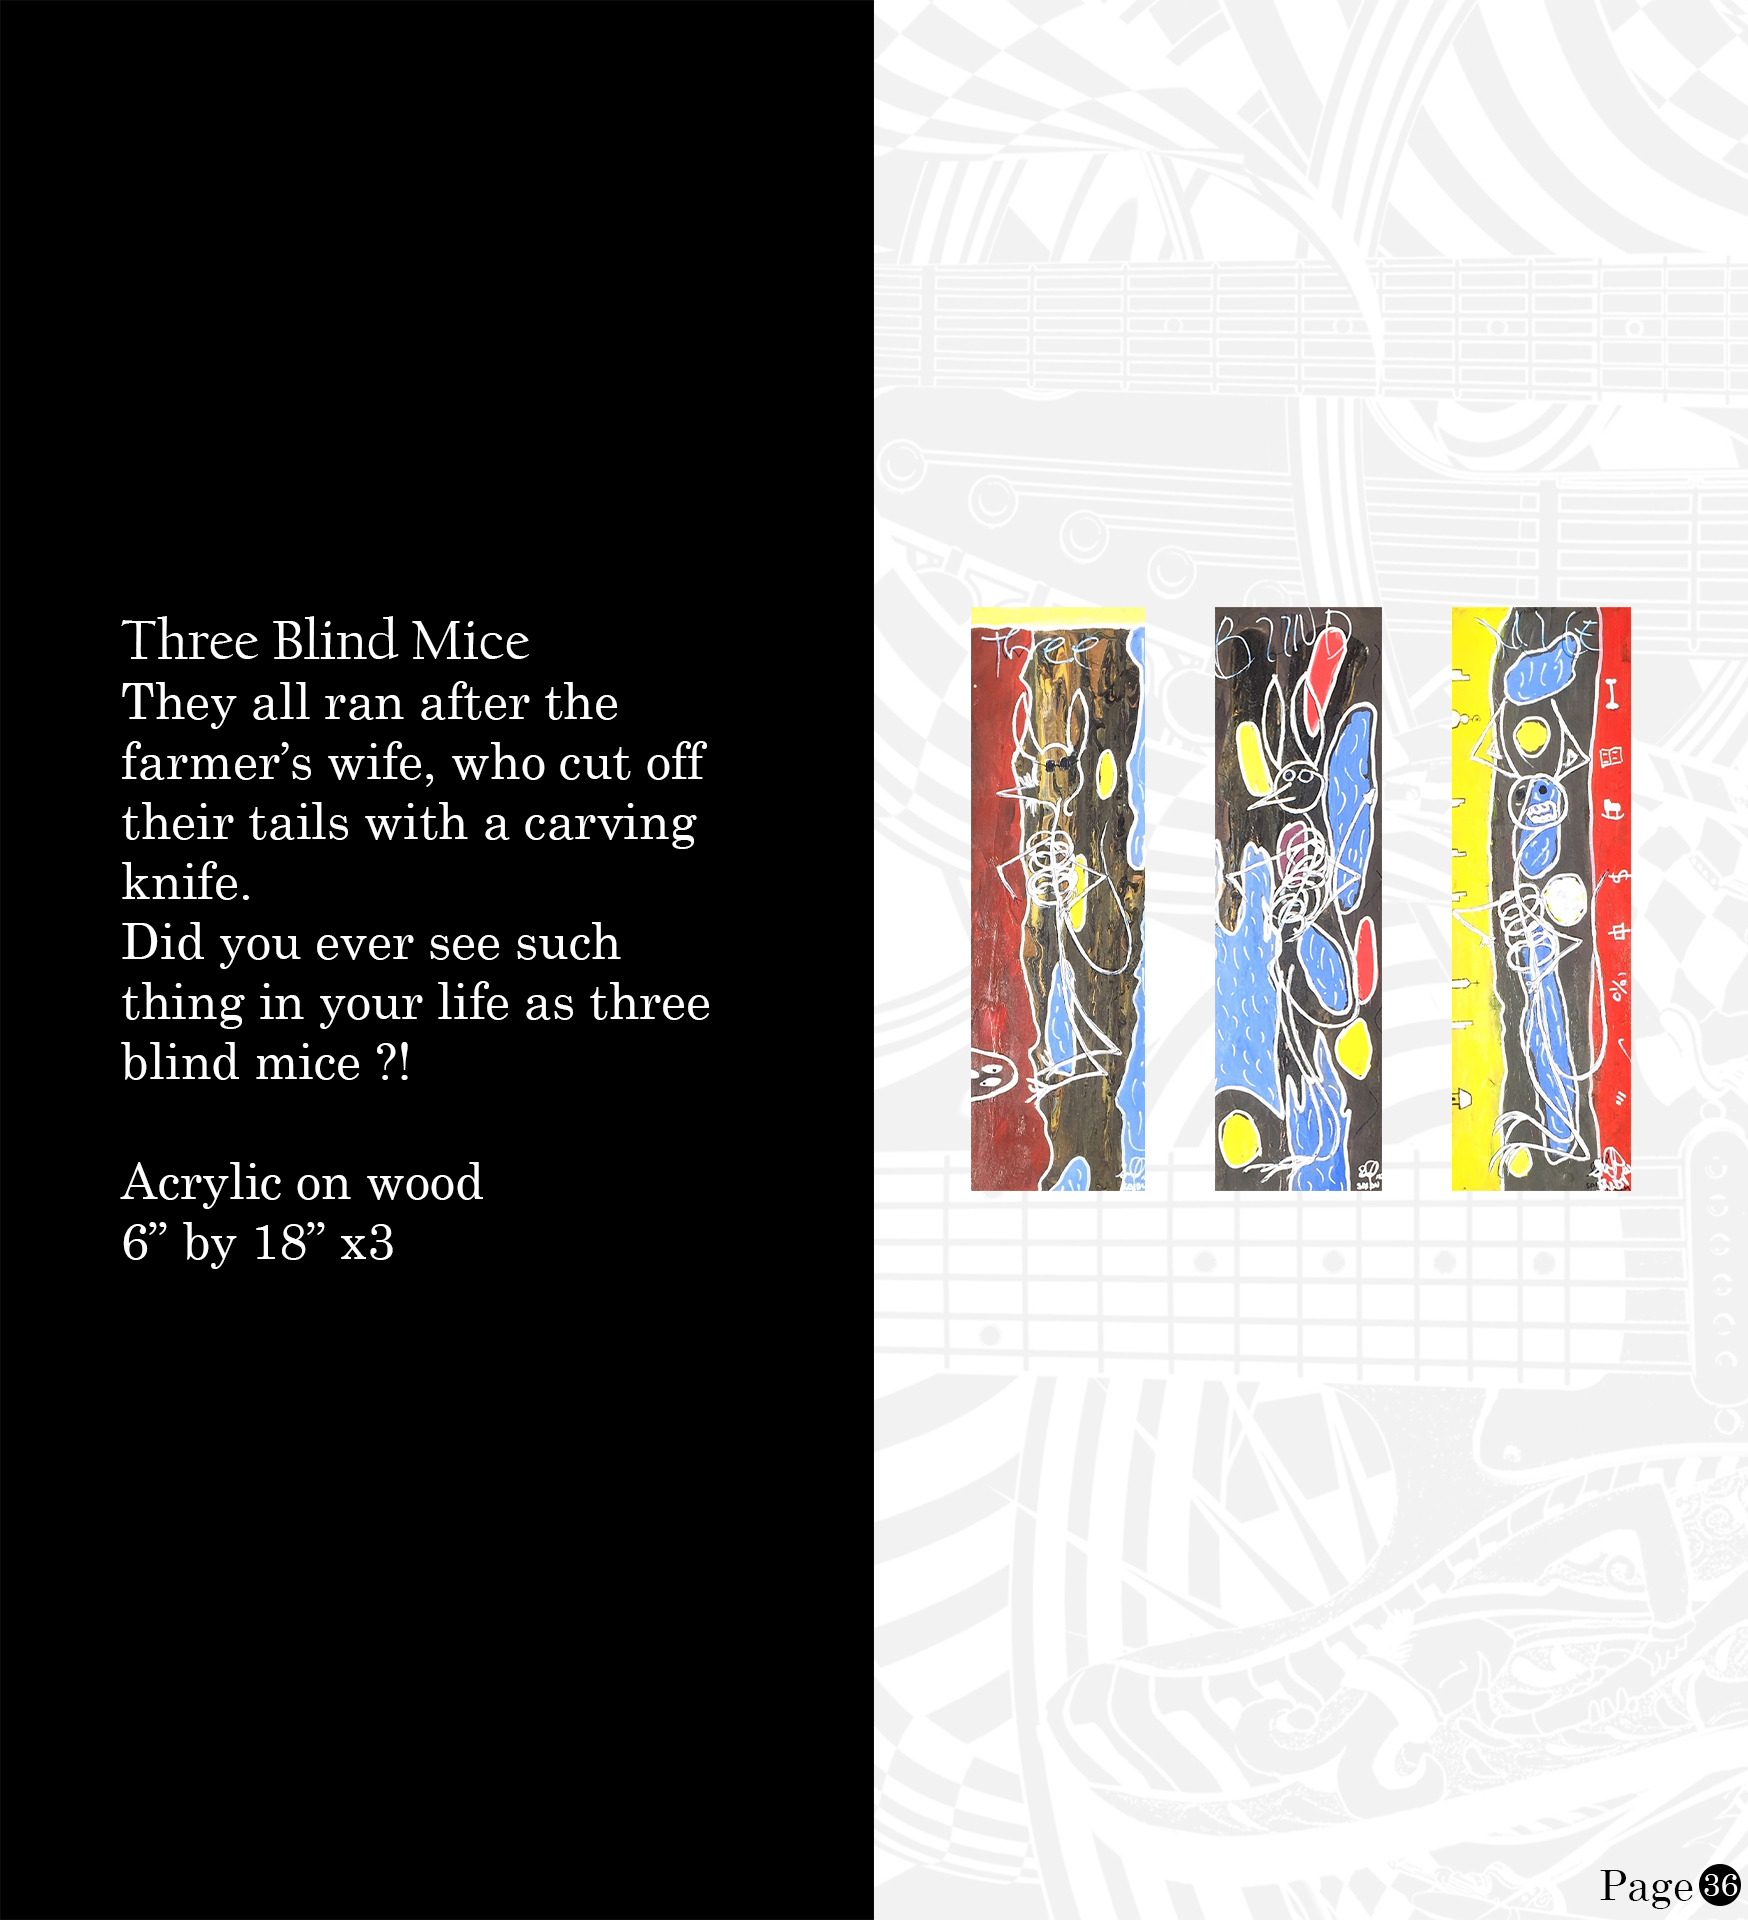 Three Blind Mice
They all ran after the
farmer’s wife, who cut off
their tails with a carving
knife.
Did you ever see such
thing in your life as three
blind mice ?!
Acrylic on wood
6” by 18” x3
Three
Page 36